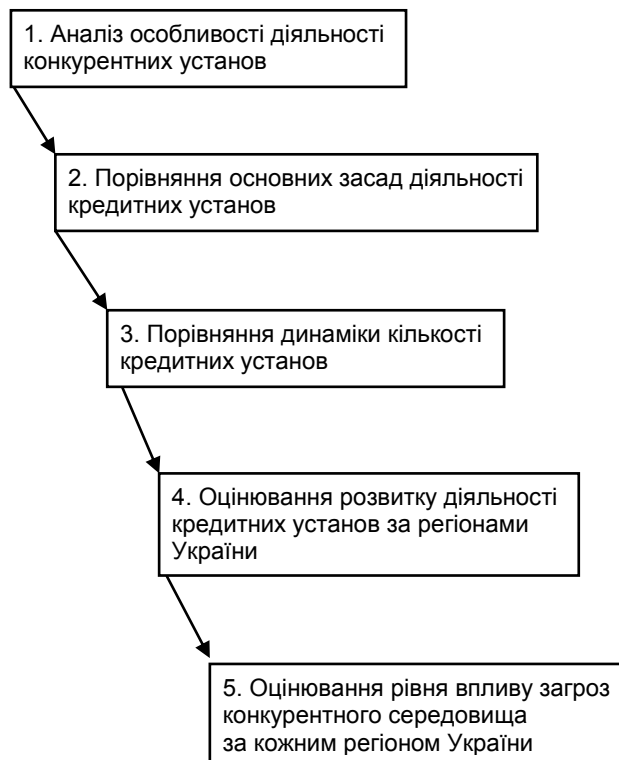 1. Аналіз особливості діяльності
конкурентних установ
2. Порівняння основних засад діяльності
кредитних установ
3. Порівняння динаміки кількості
кредитних установ
4. Оцінювання розвитку діяльності
кредитних установ за регіонами
України
5. Оцінювання рівня впливу загроз
конкурентного середовища
за кожним регіоном України